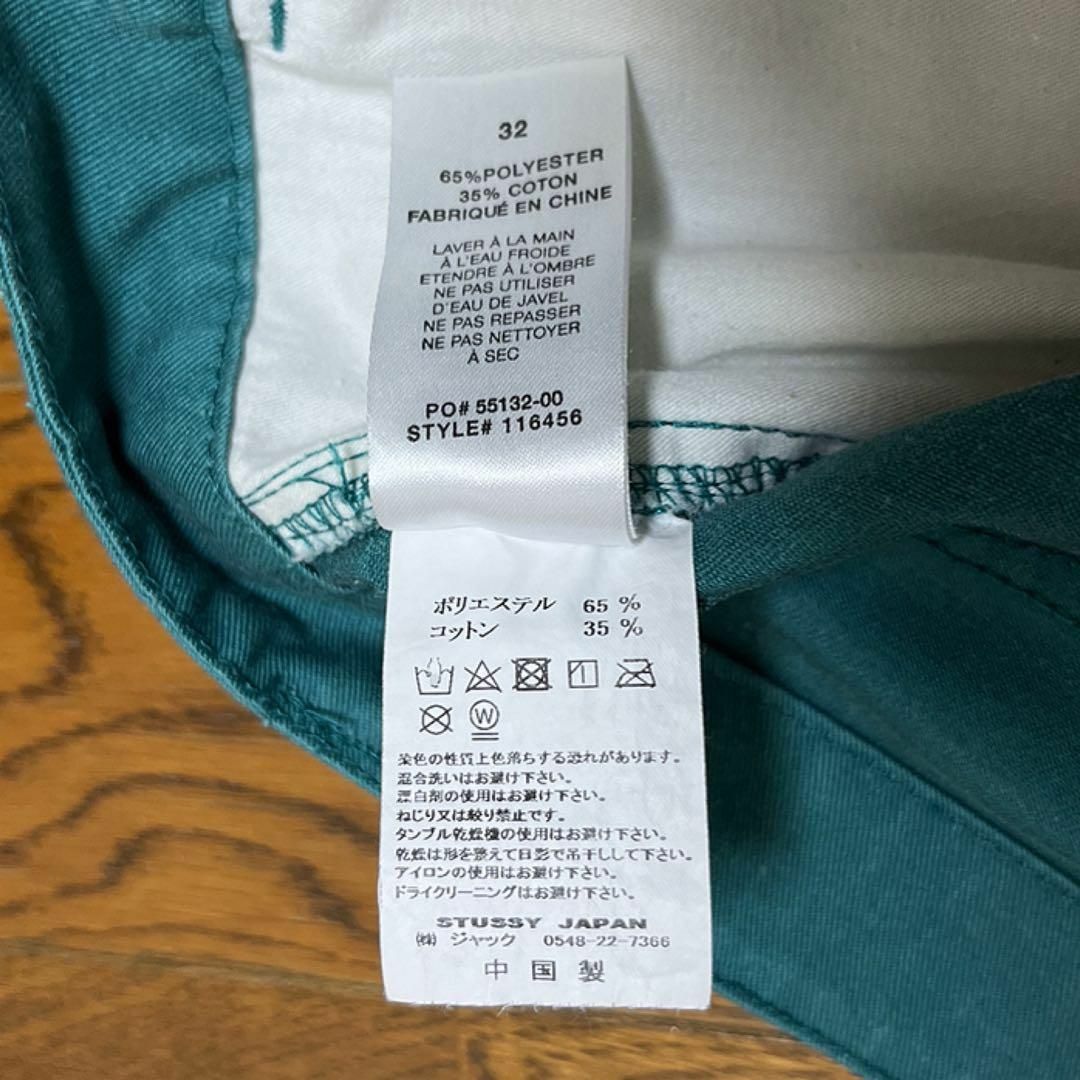 32
65%POLYESTER
35% COTON
FABRIQUÉ EN CHINE
LAVER À LA MAIN
À L'EAU FROIDE
ETENDRE À L'OMBRE
NE PAS UTILISER
D'EAU DE JAVEL
NE PAS REPASSER
NE PAS NETTOYER
À SEC
PO# 55132-00
STYLE# 116456
ポリエステル 65 %
コットン 35 %
W
染色の性質上色落ちする恐れがあります。
混合洗いはお避け下さい。
漂白剤の使用はお避け下さい。
ねじり又は絞り禁止です。
タンブル乾燥機の使用はお避け下さい。
乾燥は形を整えて日影で吊干しして下さい。
アイロンの使用はお避け下さい。
ドライクリーニングはお避け下さい。
STUSSY JAPAN
㈱ ジャック 0548-22-7366
中国製